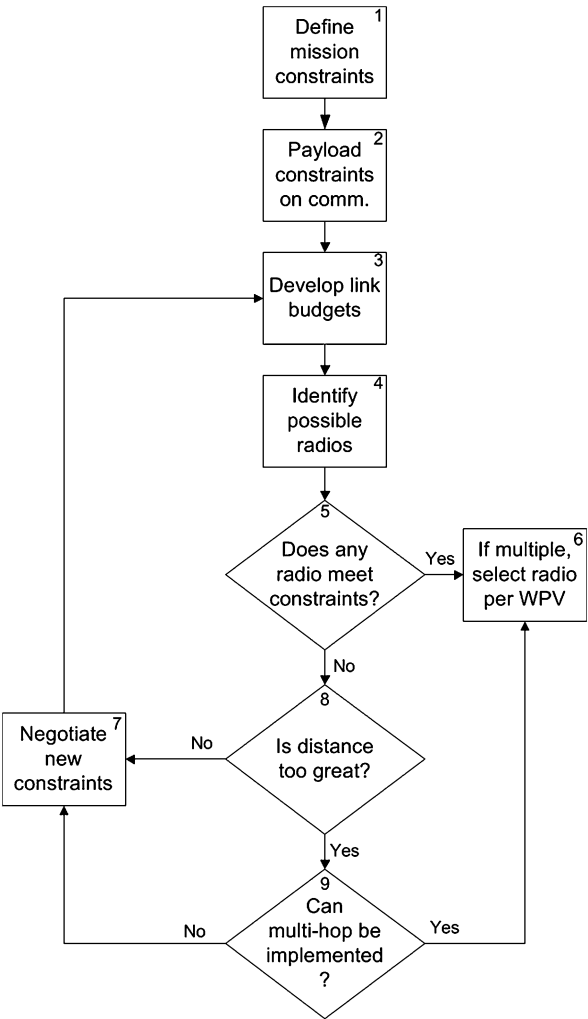 1
Define
mission
constraints
2
Payload
constraints
on comm.
3
Develop link
budgets
4
Identify
possible
radios
5
Does any
radio meet
constraints?
Yes
6
If multiple,
select radio
per WPV
No
8
Is distance
too great?
No
7
Negotiate
new
constraints
Yes
9
Can
multi-hop be
implemented
?
No
Yes